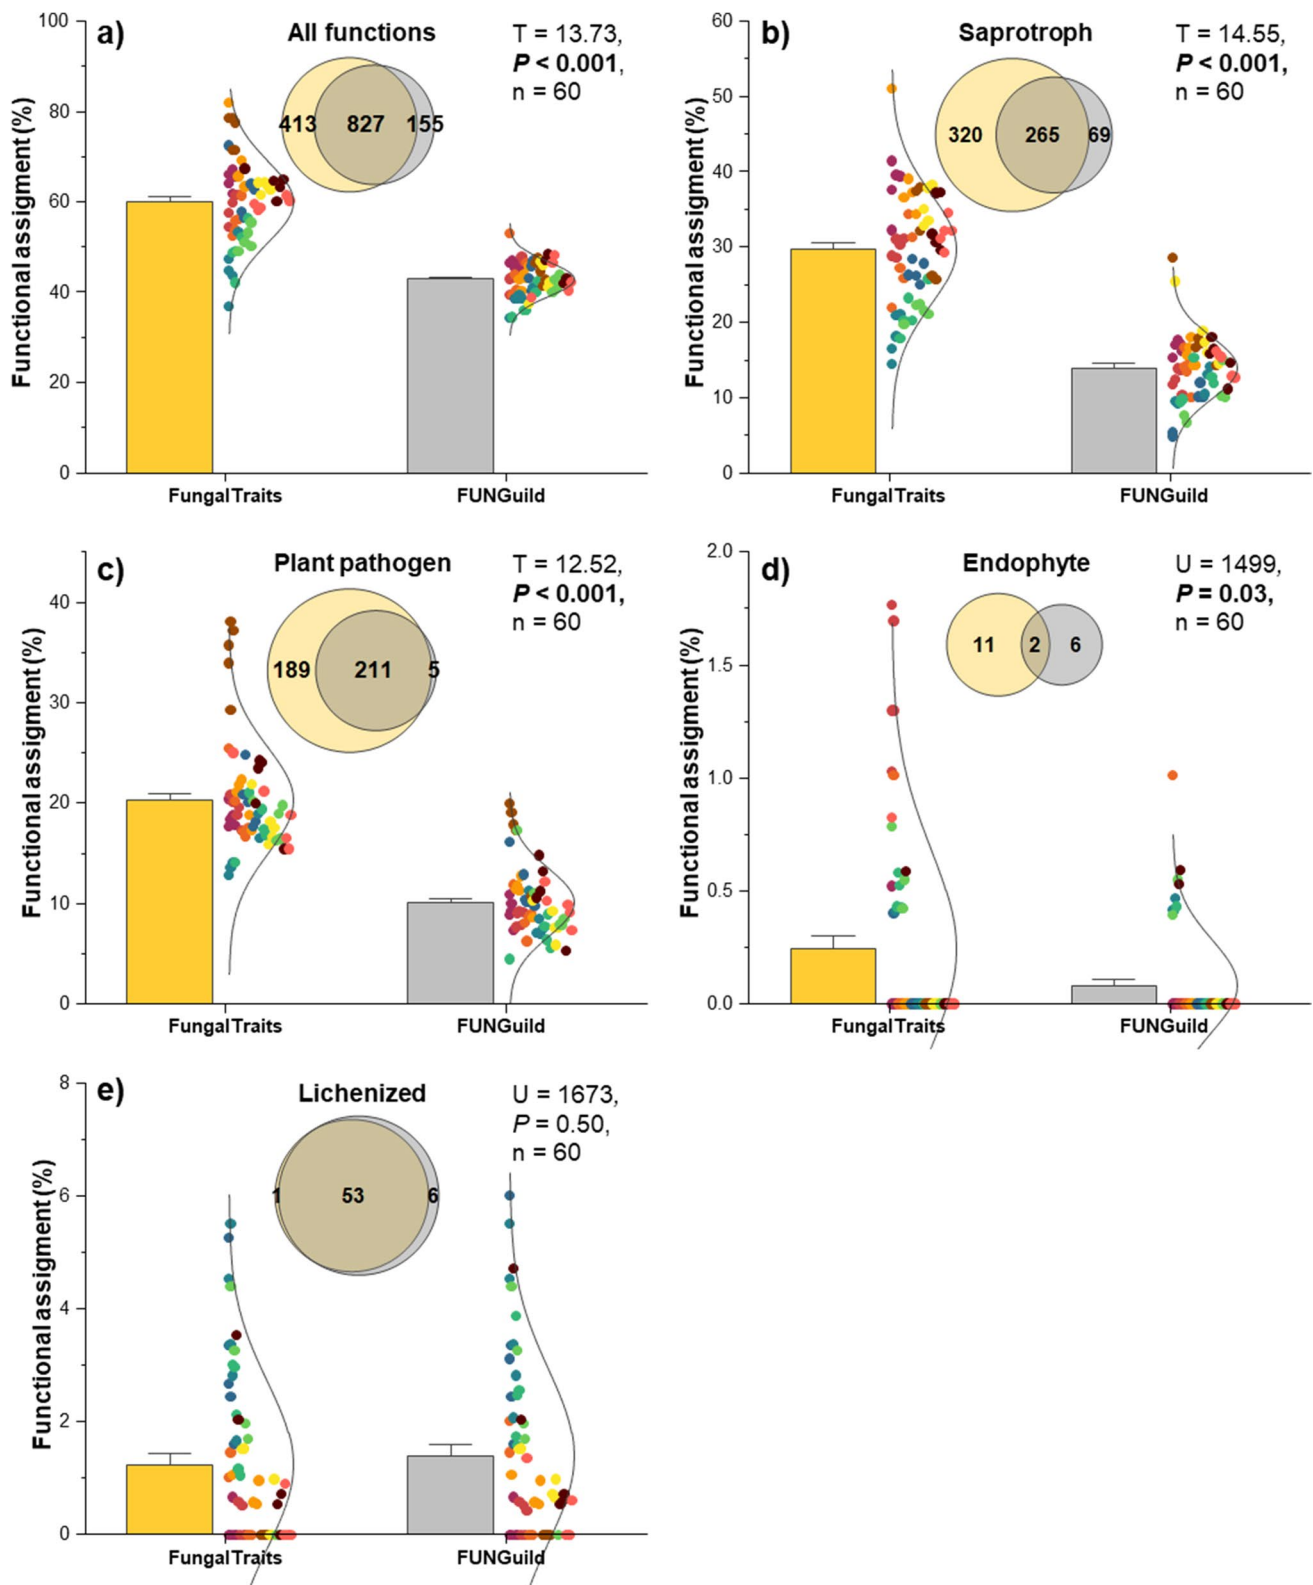 a)
All functions
T = 13.73,
P < 0.001,
n = 60
413 827 155
Functional assigment (%)
100
80
60
40
20
0
FungalTraits FUNGuild
b)
Saprotroph
T = 14.55,
P < 0.001,
n = 60
320 265 69
Functional assigment (%)
60
50
40
30
20
10
0
FungalTraits FUNGuild
c)
Plant pathogen
T = 12.52,
P < 0.001,
n = 60
189 211 5
Functional assigment (%)
40
30
20
10
0
FungalTraits FUNGuild
d)
Endophyte
U = 1499,
P = 0.03,
n = 60
11 2 6
Functional assigment (%)
2.0
1.5
1.0
0.5
0.0
FungalTraits FUNGuild
e)
Lichenized
U = 1673,
P = 0.50,
n = 60
1 53 6
Functional assigment (%)
8
6
4
2
0
FungalTraits FUNGuild